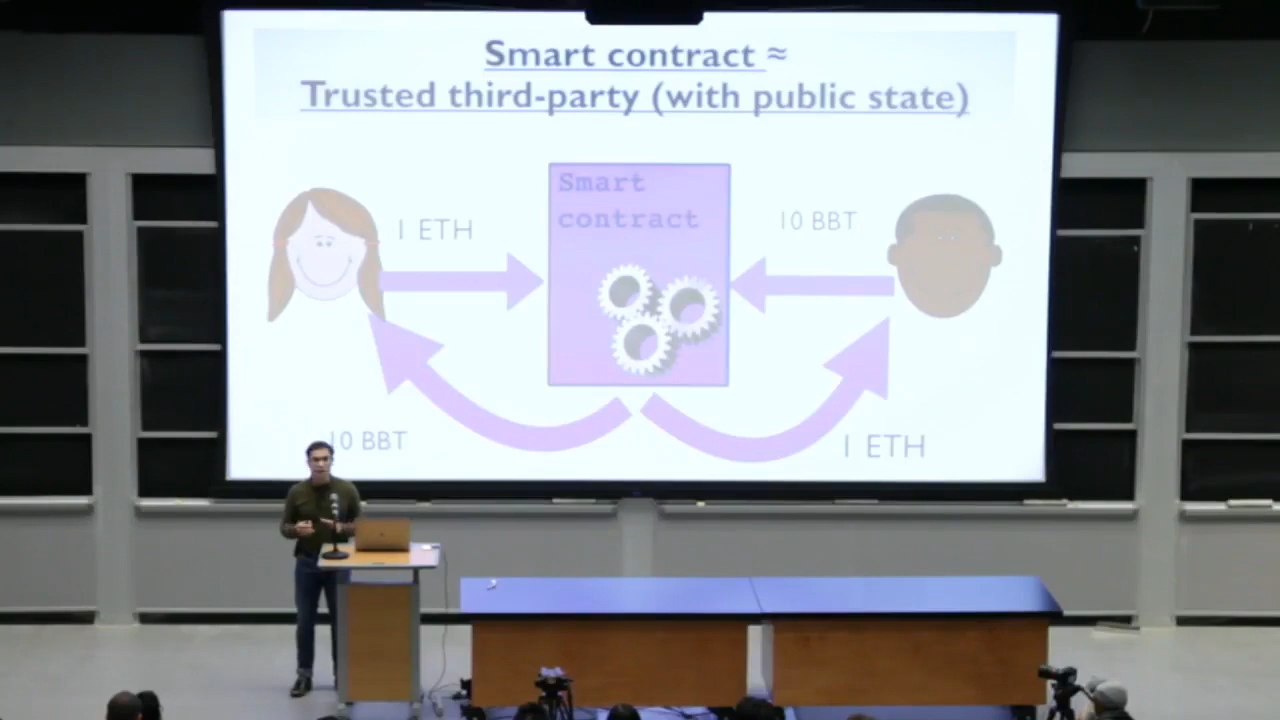 Smart contract ≈
Trusted third-party (with public state)
Smart
contract
1 ETH
10 BBT
10 BBT
1 ETH